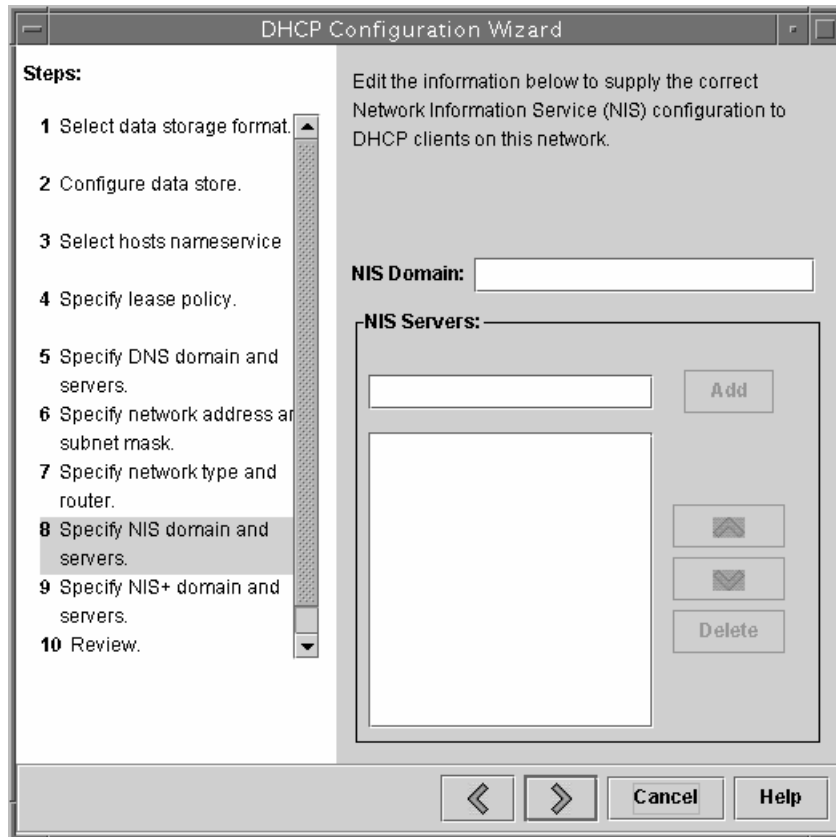 DHCP Configuration Wizard
Steps:
1 Select data storage format.
2 Configure data store.
3 Select hosts nameservice
4 Specify lease policy.
5 Specify DNS domain and
servers.
6 Specify network address ar
subnet mask.
7 Specify network type and
router.
8 Specify NIS domain and
servers.
9 Specify NIS+ domain and
servers.
10 Review.
Edit the information below to supply the correct
Network Information Service (NIS) configuration to
DHCP clients on this network.
NIS Domain:
NIS Servers:
Add
Delete
Cancel
Help